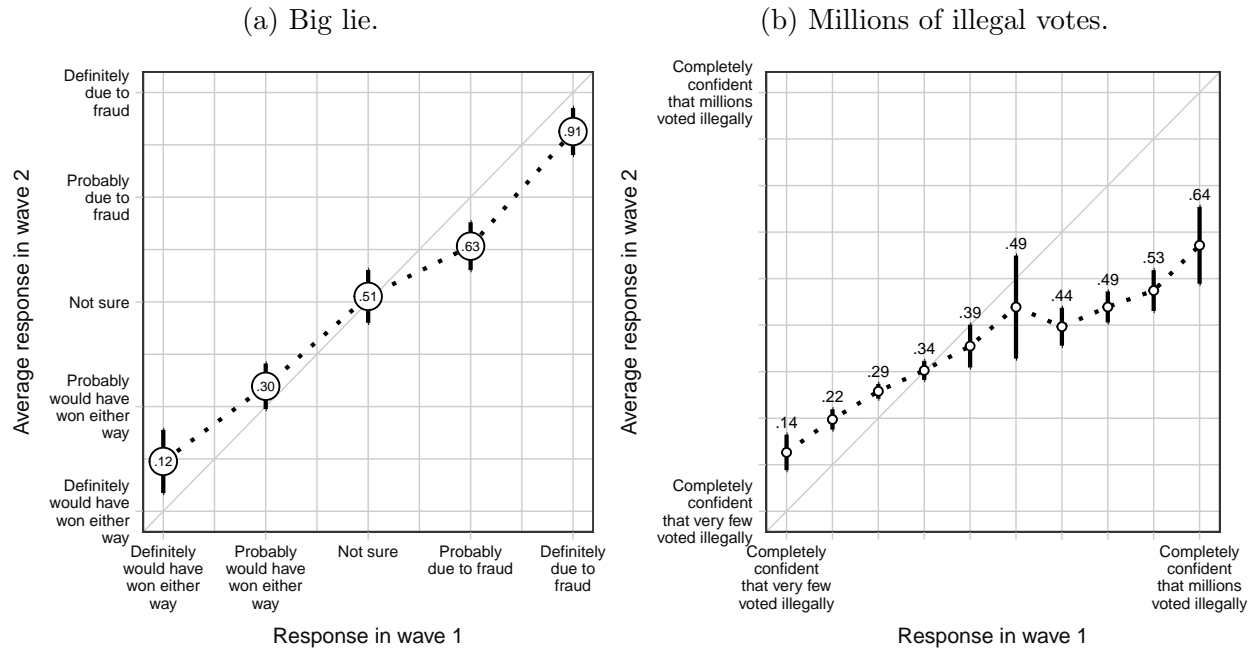 (a) Big lie.
Average response in wave 2
Definitely
due to
fraud
Probably
due to
fraud
Not sure
Probably
would have
won either
way
Definitely
would have
won either
way
.12
.30
.51
.63
.91
Definitely
would have
won either
way
Probably
would have
won either
way
Not sure
Probably
due to fraud
Definitely
due to
fraud
Response in wave 1
(b) Millions of illegal votes.
Average response in wave 2
Completely
confident
that millions
voted illegally
Completely
confident
that very few
voted illegally
.14
.22
.29
.34
.39
.49
.44
.49
.53
.64
Completely
confident
that very few
voted illegally
Completely
confident
that millions
voted illegally
Response in wave 1